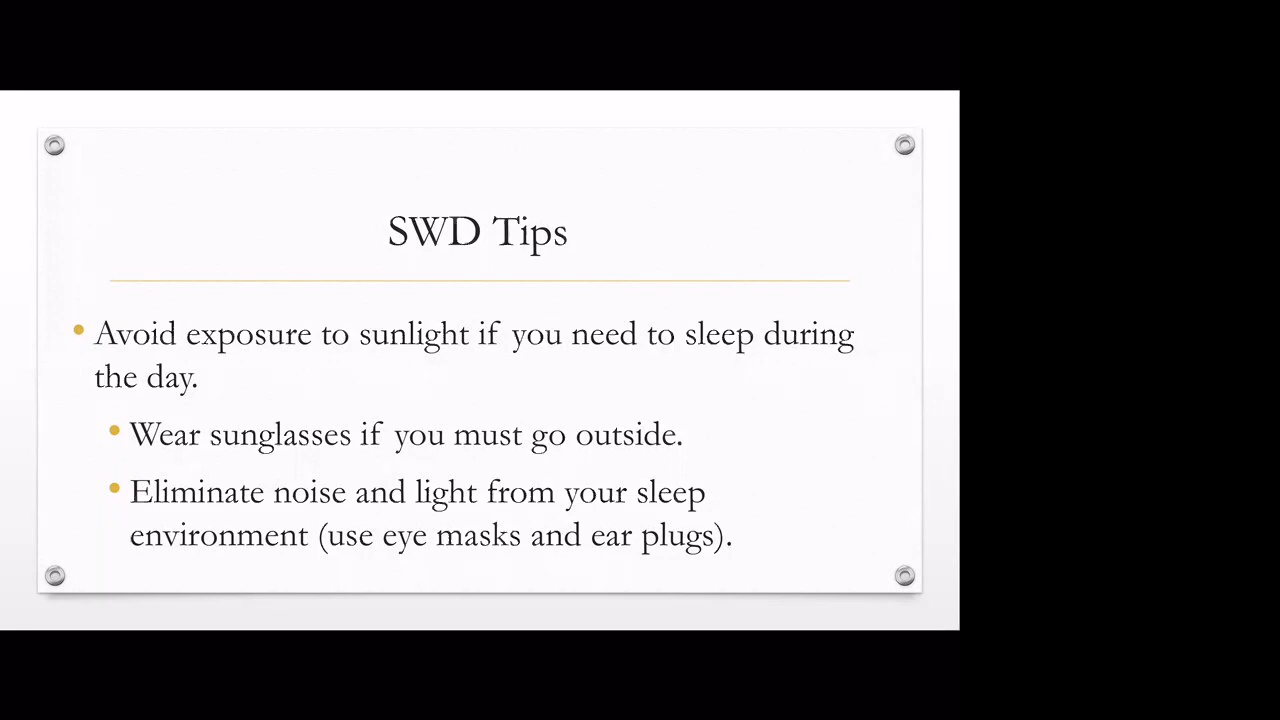 SWD Tips
• Avoid exposure to sunlight if you need to sleep during
the day.
• Wear sunglasses if you must go outside.
• Eliminate noise and light from your sleep
environment (use eye masks and ear plugs).